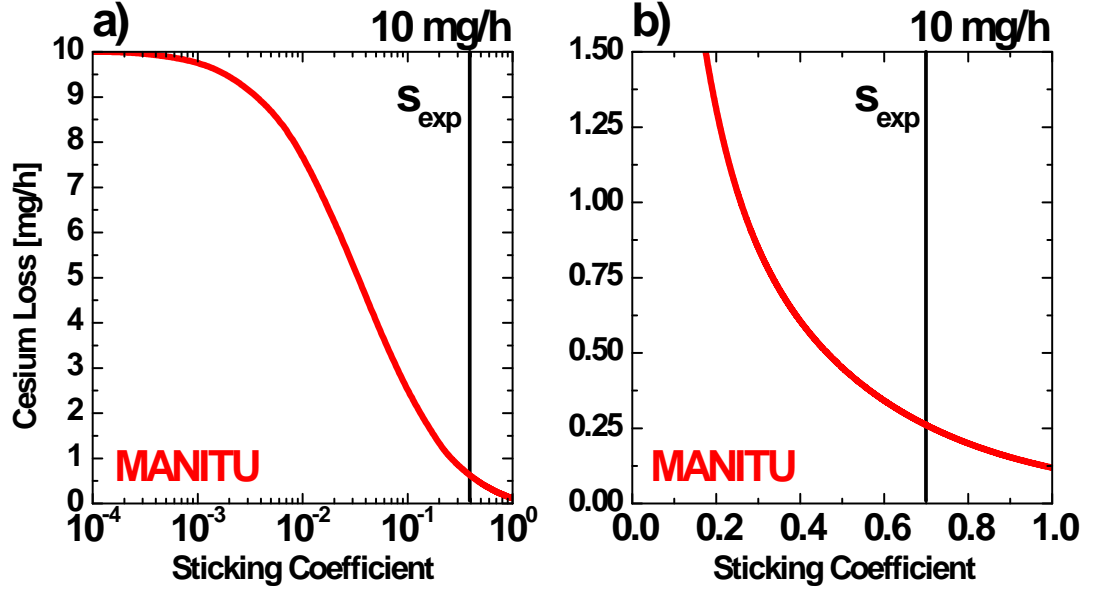 a)
10 mg/h
Cesium Loss [mg/h]
10
9
8
7
6
5
4
3
2
1
0
s_exp
MANITU
10^-4
10^-3
10^-2
10^-1
10^0
Sticking Coefficient
b)
10 mg/h
1.50
1.25
1.00
0.75
0.50
0.25
0.00
s_exp
MANITU
0.0
0.2
0.4
0.6
0.8
1.0
Sticking Coefficient